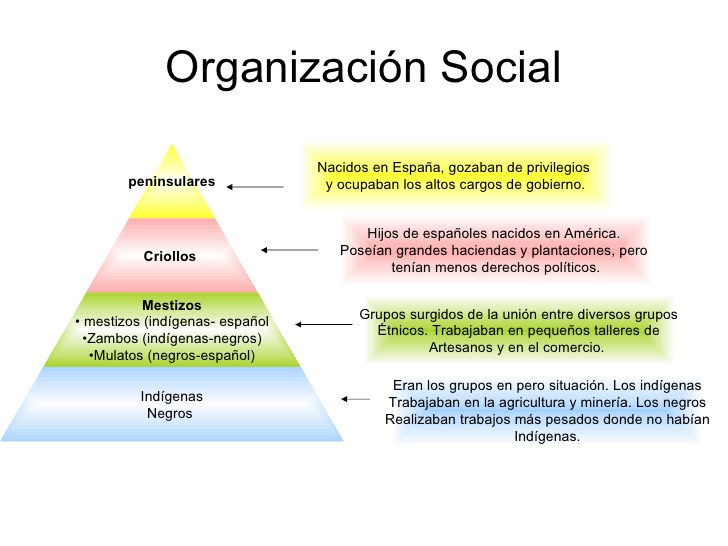 Organización Social
peninsulares
Nacidos en España, gozaban de privilegios
y ocupaban los altos cargos de gobierno.
Criollos
Hijos de españoles nacidos en América.
Poseían grandes haciendas y plantaciones, pero
tenían menos derechos políticos.
Mestizos
• mestizos (indígenas- español
•Zambos (indígenas-negros)
•Mulatos (negros-español)
Grupos surgidos de la unión entre diversos grupos
Étnicos. Trabajaban en pequeños talleres de
Artesanos y en el comercio.
Indígenas
Negros
Eran los grupos en pero situación. Los indígenas
Trabajaban en la agricultura y minería. Los negros
Realizaban trabajos más pesados donde no habían
Indígenas.